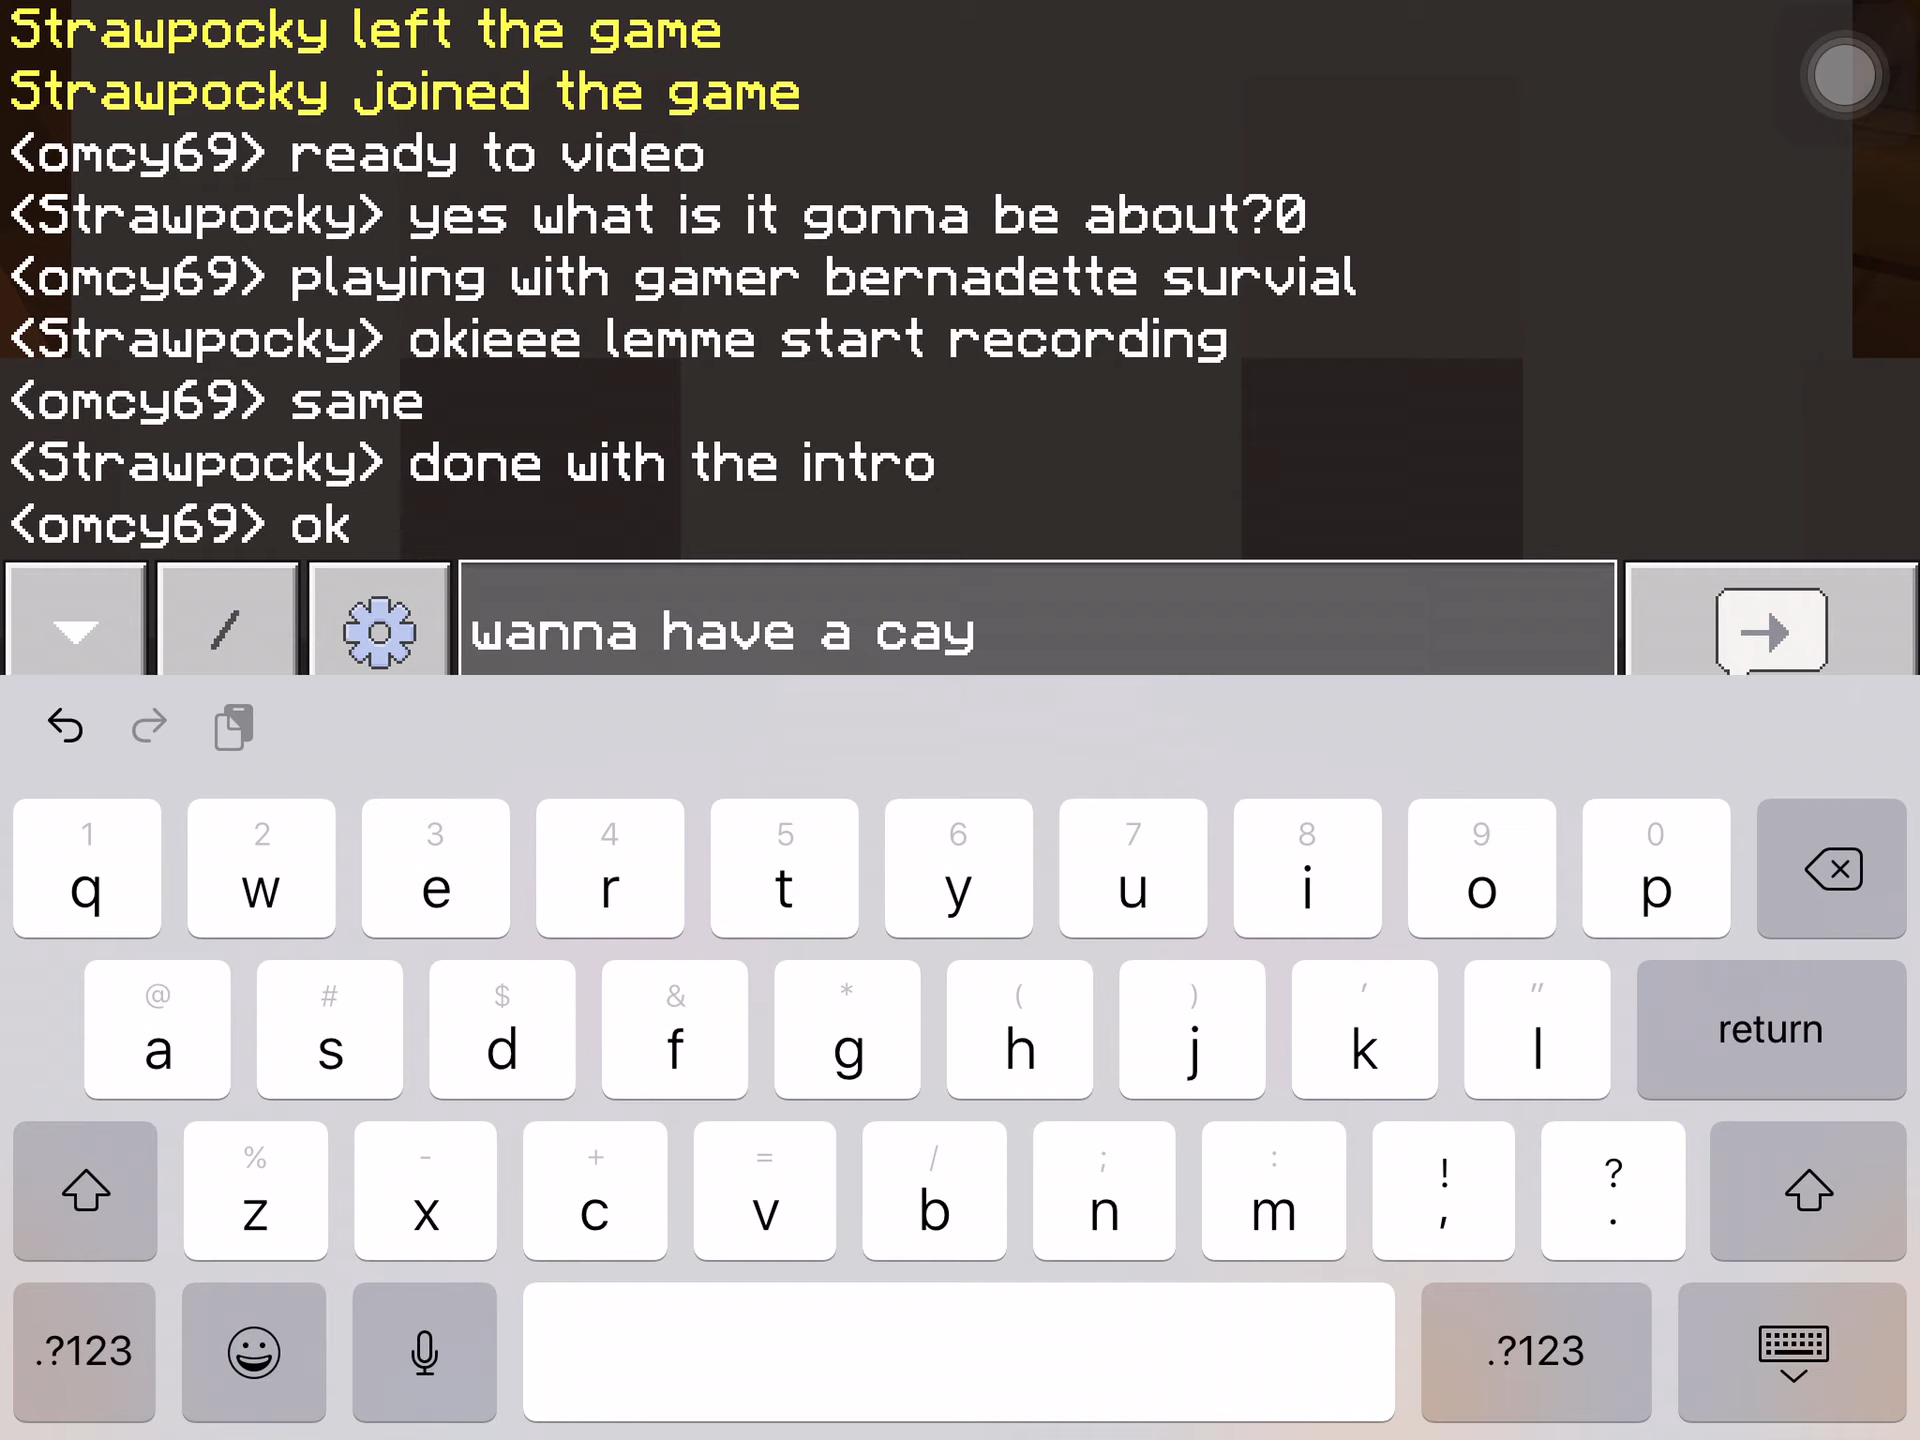 Strawpocky left the game
Strawpocky joined the game
<omcy69> ready to video
<Strawpocky> yes what is it gonna be about?0
<omcy69> playing with gamer bernadette survial
<Strawpocky> okieee lemme start recording
<omcy69> same
<Strawpocky> done with the intro
<omcy69> ok
/ wanna have a cay
1 2 3 4 5 6 7 8 9 0
q w e r t y u i o p
@ # $ & * ( ) ' "
a s d f g h j k l return
% - + = / ; : ! ?
z x c v b n m , .
.?123 .?123